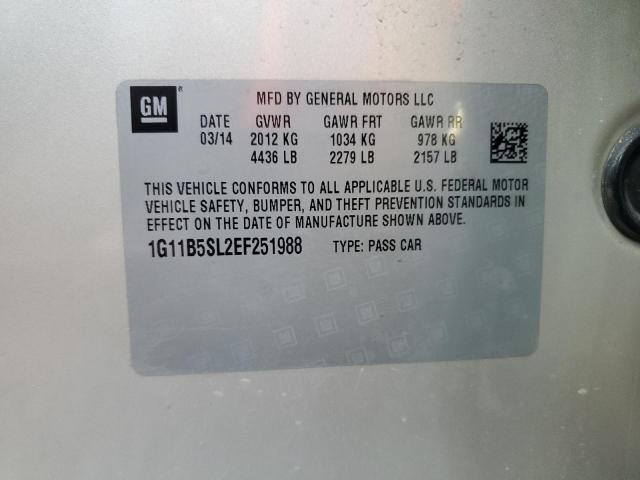 GM ®
MFD BY GENERAL MOTORS LLC
DATE GVWR GAWR FRT GAWR RR
03/14 2012 KG 1034 KG 978 KG
4436 LB 2279 LB 2157 LB
THIS VEHICLE CONFORMS TO ALL APPLICABLE U.S. FEDERAL MOTOR
VEHICLE SAFETY, BUMPER, AND THEFT PREVENTION STANDARDS IN
EFFECT ON THE DATE OF MANUFACTURE SHOWN ABOVE.
1G11B5SL2EF251988 TYPE: PASS CAR